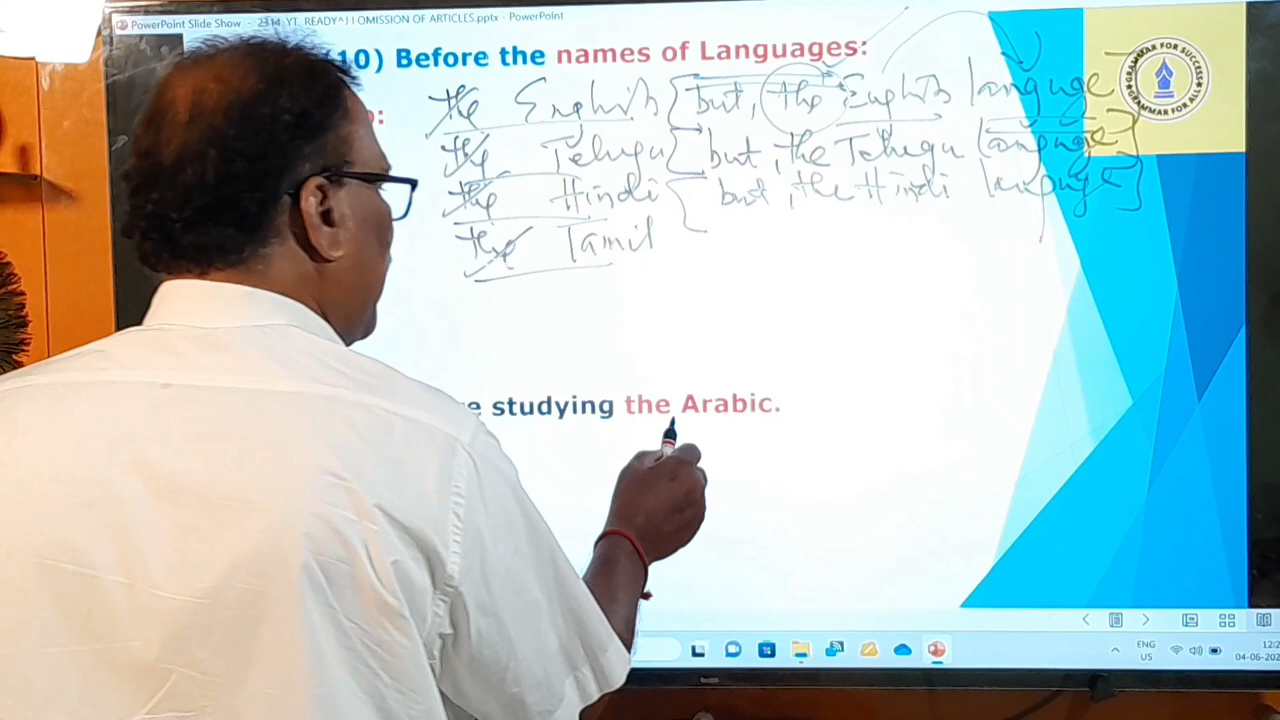 PowerPoint Slide Show - 2314 YT READY^J I OMISSION OF ARTICLES.pptx - PowerPoint
10) Before the names of Languages:
the English { but, the English language
the Telugu { but, the Telugu language
the Hindi { but, the Hindi language
the Tamil
GRAMMAR FOR SUCCESS
GRAMMAR FOR ALL
e studying the Arabic.
ENG
US
12:2
04-06-202